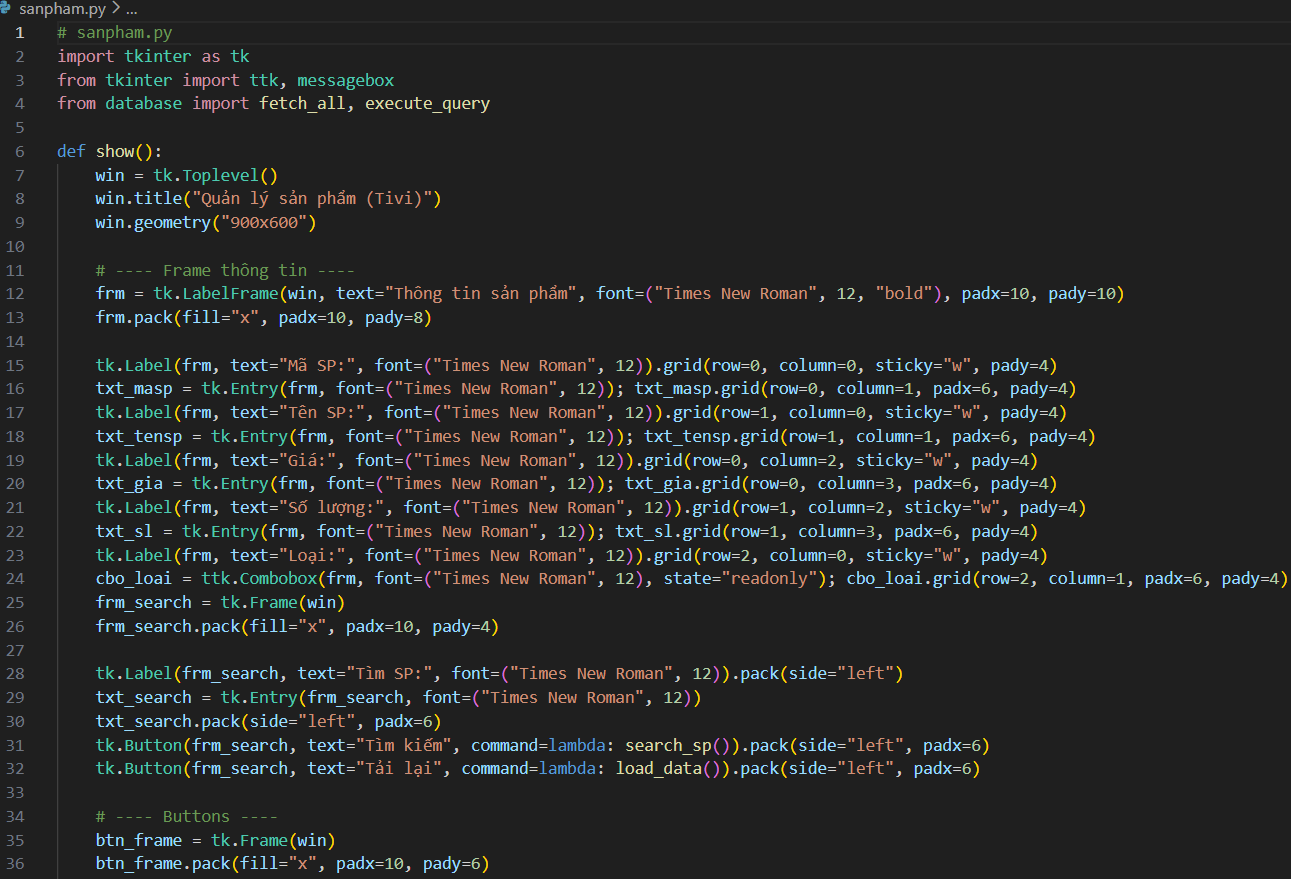 sanpham.py > ...
1 # sanpham.py
2 import tkinter as tk
3 from tkinter import ttk, messagebox
4 from database import fetch_all, execute_query
5
6 def show():
7     win = tk.Toplevel()
8     win.title("Quản lý sản phẩm (Tivi)")
9     win.geometry("900x600")
10
11     # ---- Frame thông tin ----
12     frm = tk.LabelFrame(win, text="Thông tin sản phẩm", font=("Times New Roman", 12, "bold"), padx=10, pady=10)
13     frm.pack(fill="x", padx=10, pady=8)
14
15     tk.Label(frm, text="Mã SP:", font=("Times New Roman", 12)).grid(row=0, column=0, sticky="w", pady=4)
16     txt_masp = tk.Entry(frm, font=("Times New Roman", 12)); txt_masp.grid(row=0, column=1, padx=6, pady=4)
17     tk.Label(frm, text="Tên SP:", font=("Times New Roman", 12)).grid(row=1, column=0, sticky="w", pady=4)
18     txt_tensp = tk.Entry(frm, font=("Times New Roman", 12)); txt_tensp.grid(row=1, column=1, padx=6, pady=4)
19     tk.Label(frm, text="Giá:", font=("Times New Roman", 12)).grid(row=0, column=2, sticky="w", pady=4)
20     txt_gia = tk.Entry(frm, font=("Times New Roman", 12)); txt_gia.grid(row=0, column=3, padx=6, pady=4)
21     tk.Label(frm, text="Số lượng:", font=("Times New Roman", 12)).grid(row=1, column=2, sticky="w", pady=4)
22     txt_sl = tk.Entry(frm, font=("Times New Roman", 12)); txt_sl.grid(row=1, column=3, padx=6, pady=4)
23     tk.Label(frm, text="Loại:", font=("Times New Roman", 12)).grid(row=2, column=0, sticky="w", pady=4)
24     cbo_loai = ttk.Combobox(frm, font=("Times New Roman", 12), state="readonly"); cbo_loai.grid(row=2, column=1, padx=6, pady=4)
25     frm_search = tk.Frame(win)
26     frm_search.pack(fill="x", padx=10, pady=4)
27
28     tk.Label(frm_search, text="Tìm SP:", font=("Times New Roman", 12)).pack(side="left")
29     txt_search = tk.Entry(frm_search, font=("Times New Roman", 12))
30     txt_search.pack(side="left", padx=6)
31     tk.Button(frm_search, text="Tìm kiếm", command=lambda: search_sp()).pack(side="left", padx=6)
32     tk.Button(frm_search, text="Tải lại", command=lambda: load_data()).pack(side="left", padx=6)
33
34     # ---- Buttons ----
35     btn_frame = tk.Frame(win)
36     btn_frame.pack(fill="x", padx=10, pady=6)